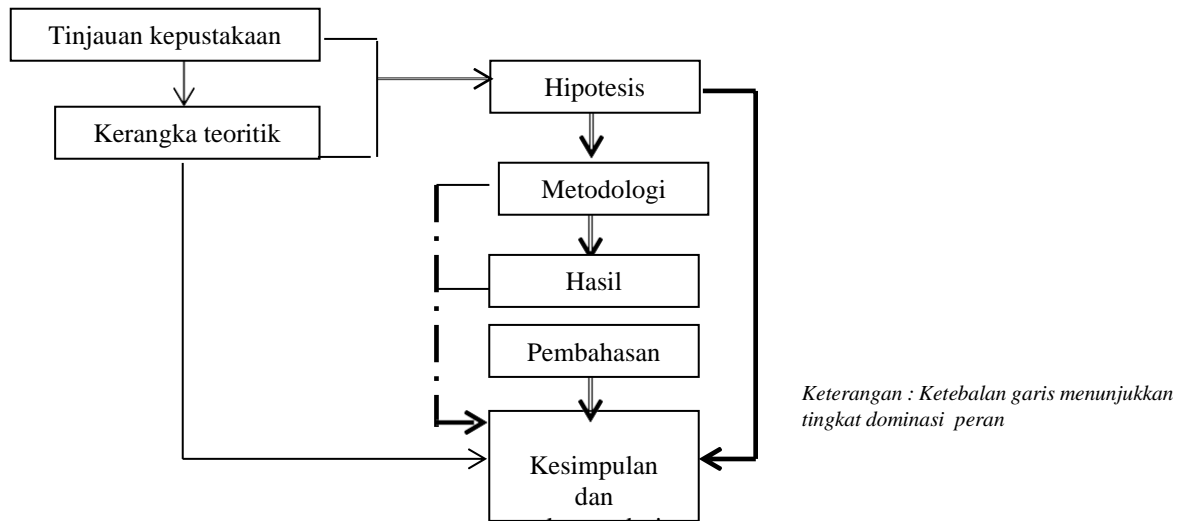 Tinjauan kepustakaan
Kerangka teoritik
Hipotesis
Metodologi
Hasil
Pembahasan
Kesimpulan
dan
Keterangan : Ketebalan garis menunjukkan
tingkat dominasi peran